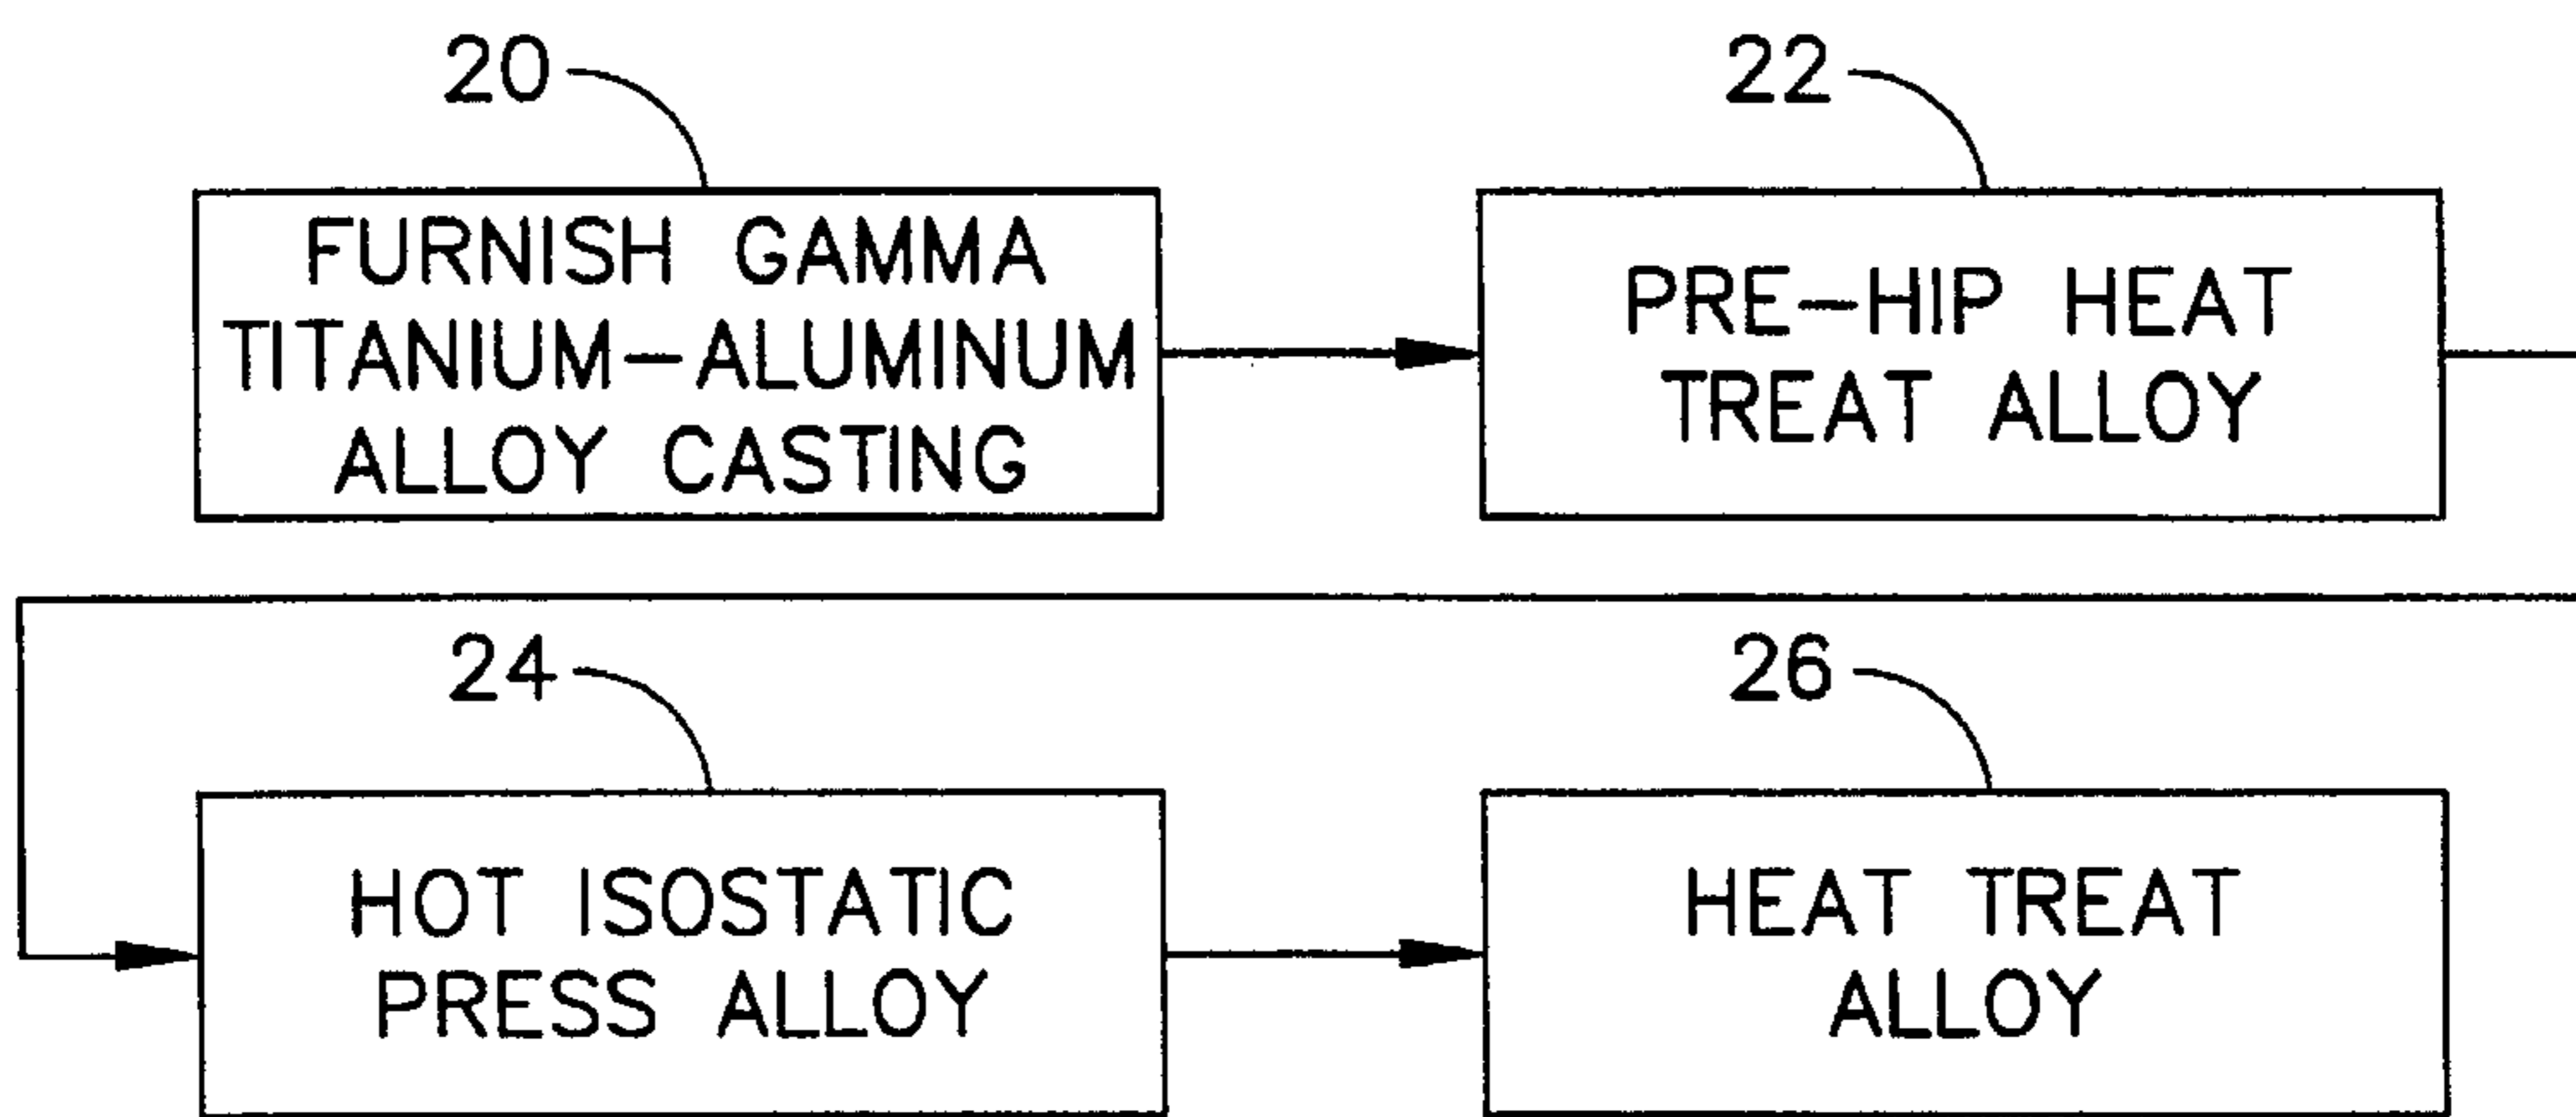 20
22
FURNISH GAMMA
TITANIUM-ALUMINUM
ALLOY CASTING
PRE-HIP HEAT
TREAT ALLOY
24
26
HOT ISOSTATIC
PRESS ALLOY
HEAT TREAT
ALLOY